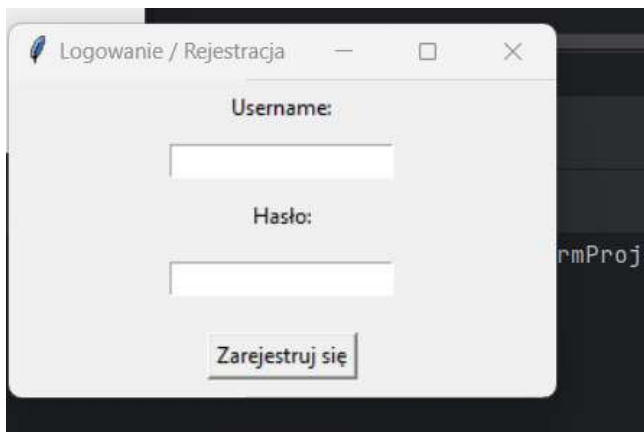 Logowanie / Rejestracja
Username:
Hasło:
rmProj
Zarejestruj się